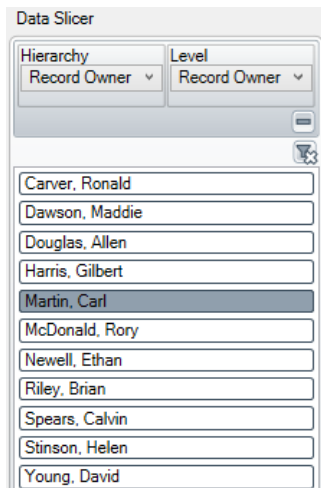 Data Slicer
Hierarchy Level
Record Owner Record Owner
Carver, Ronald
Dawson, Maddie
Douglas, Allen
Harris, Gilbert
Martin, Carl
McDonald, Rory
Newell, Ethan
Riley, Brian
Spears, Calvin
Stinson, Helen
Young, David